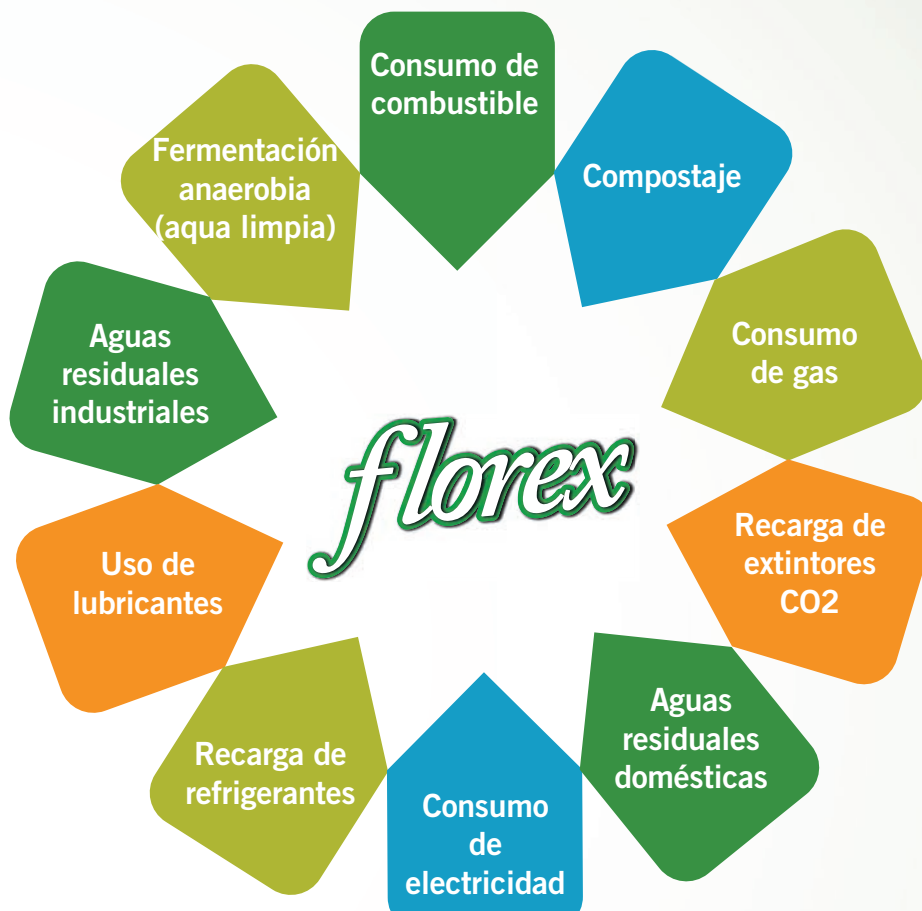 Consumo de
combustible
Compostaje
Consumo
de gas
Recarga de
extintores
CO2
Aguas
residuales
domésticas
Consumo
de
electricidad
Recarga de
refrigerantes
Uso de
lubricantes
Aguas
residuales
industriales
Fermentación
anaerobia
(aqua limpia)
florex